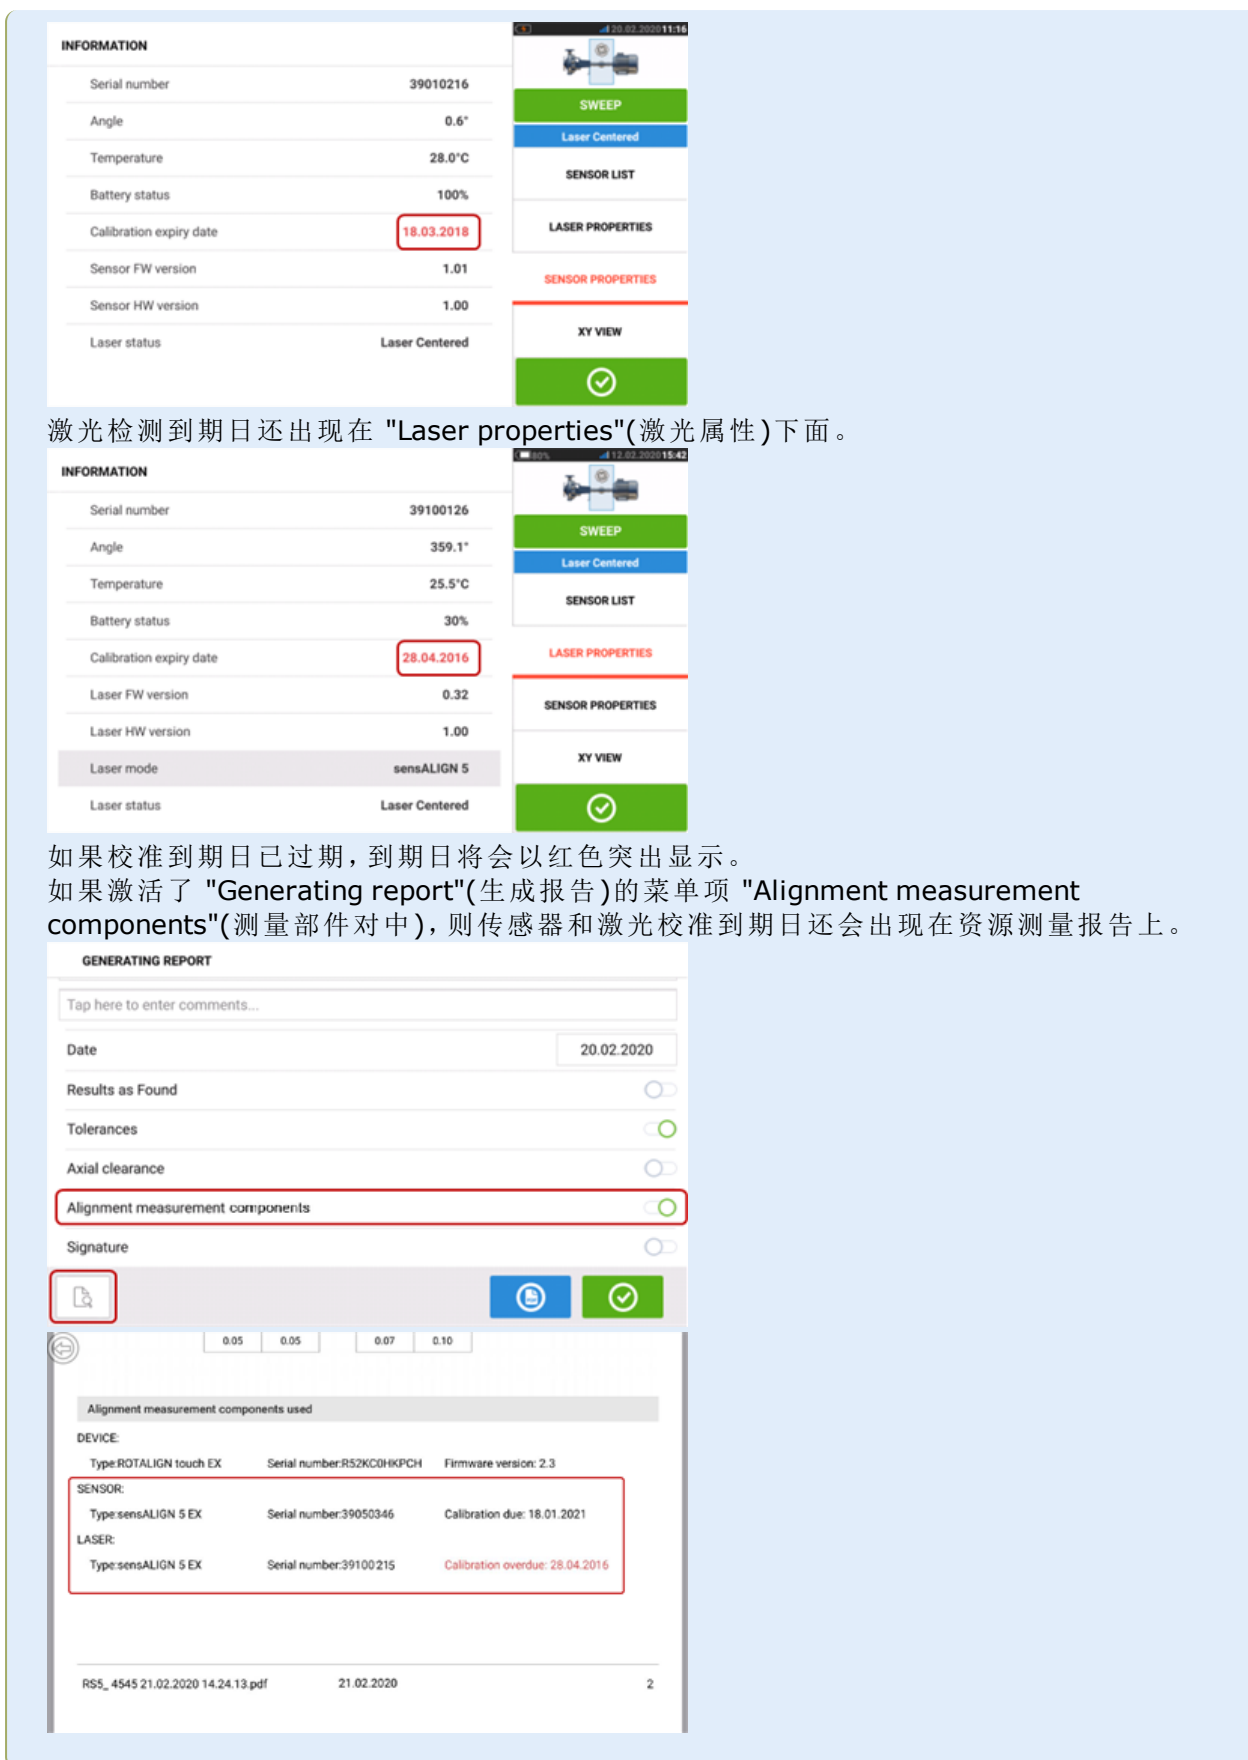 20.02.2020 11:16
INFORMATION
Serial number 39010216
Angle 0.6°
Temperature 28.0°C
Battery status 100%
Calibration expiry date 18.03.2018
Sensor FW version 1.01
Sensor HW version 1.00
Laser status Laser Centered
SWEEP
Laser Centered
SENSOR LIST
LASER PROPERTIES
SENSOR PROPERTIES
XY VIEW
激光检测到期日还出现在 "Laser properties"(激光属性)下面。
80% 12.02.2020 15:42
INFORMATION
Serial number 39100126
Angle 359.1°
Temperature 25.5°C
Battery status 30%
Calibration expiry date 28.04.2016
Laser FW version 0.32
Laser HW version 1.00
Laser mode sensALIGN 5
Laser status Laser Centered
SWEEP
Laser Centered
SENSOR LIST
LASER PROPERTIES
SENSOR PROPERTIES
XY VIEW
如果校准到期日已过期，到期日将会以红色突出显示。
如果激活了 "Generating report"(生成报告)的菜单项 "Alignment measurement
components"(测量部件对中)，则传感器和激光校准到期日还会出现在资源测量报告上。
GENERATING REPORT
Tap here to enter comments...
Date 20.02.2020
Results as Found
Tolerances
Axial clearance
Alignment measurement components
Signature
0.05 0.05 0.07 0.10
Alignment measurement components used
DEVICE:
Type:ROTALIGN touch EX Serial number:R52KC0HKPCH Firmware version: 2.3
SENSOR:
Type:sensALIGN 5 EX Serial number:39050346 Calibration due: 18.01.2021
LASER:
Type:sensALIGN 5 EX Serial number:39100215 Calibration overdue: 28.04.2016
RS5_ 4545 21.02.2020 14.24.13.pdf 21.02.2020 2